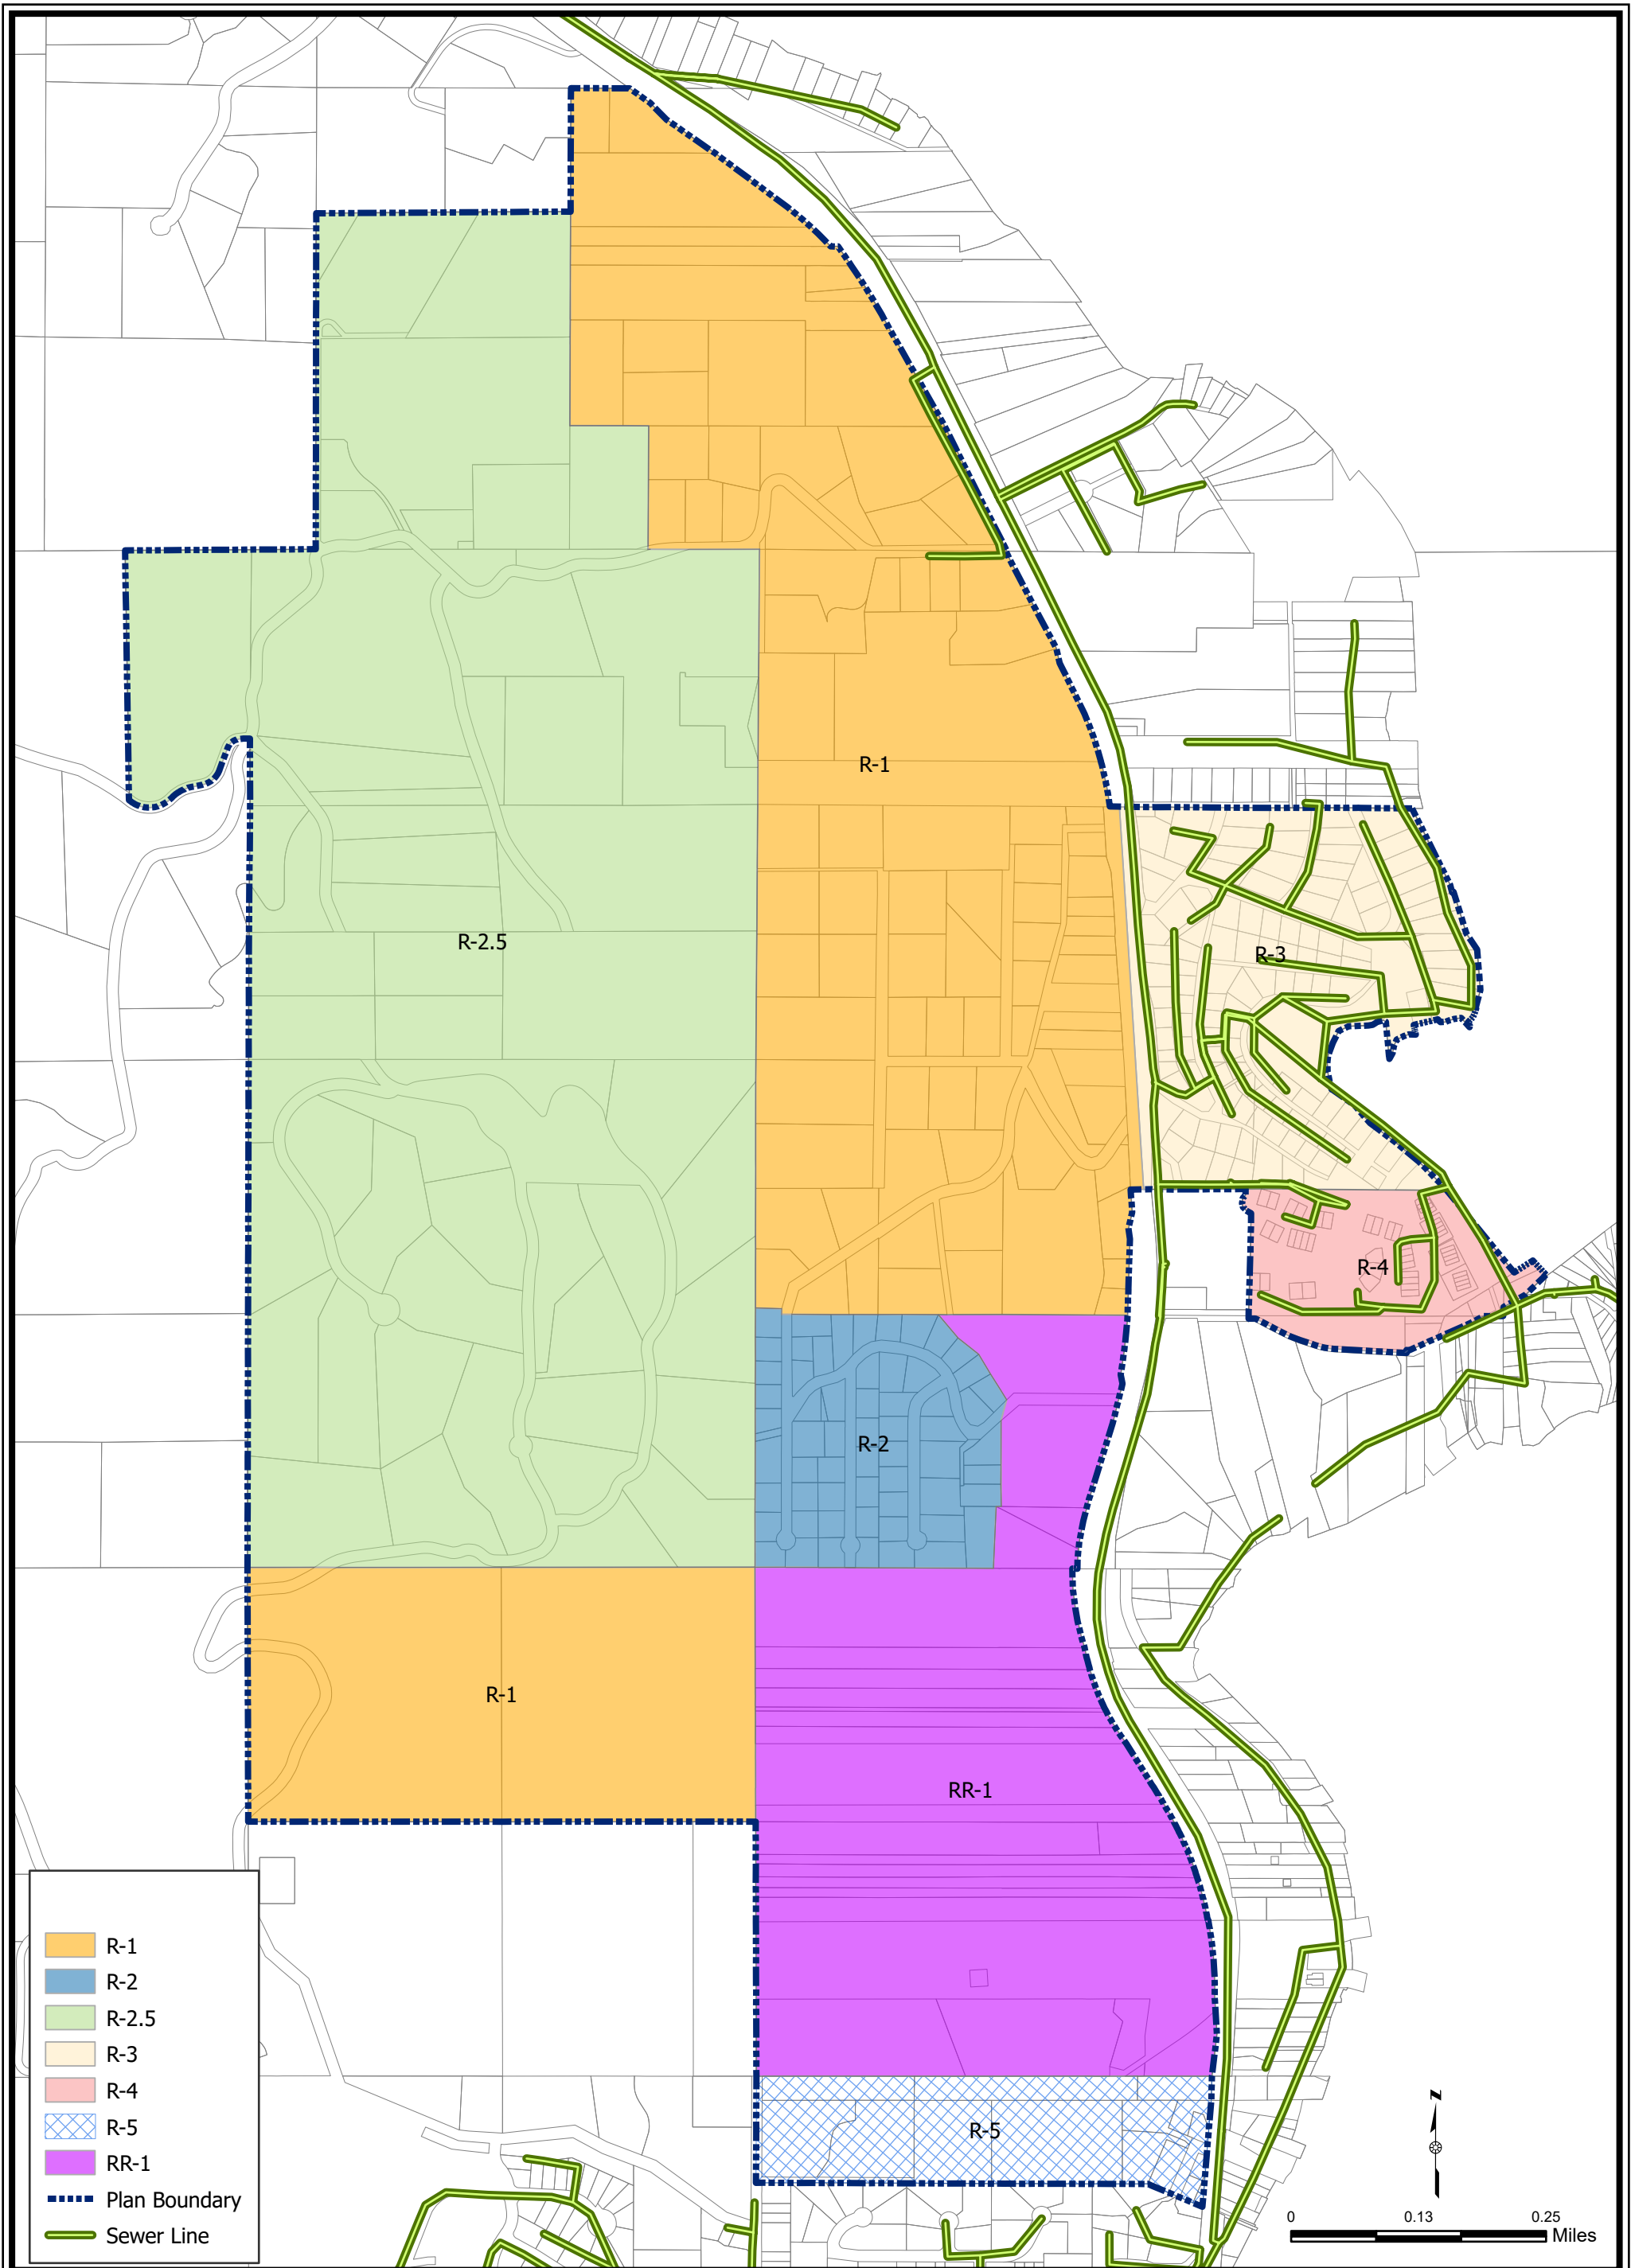 R-1
R-2.5
R-3
R-4
R-2
R-1
RR-1
R-5
R-1
R-2
R-2.5
R-3
R-4
R-5
RR-1
Plan Boundary
Sewer Line
N
0 0.13 0.25
Miles